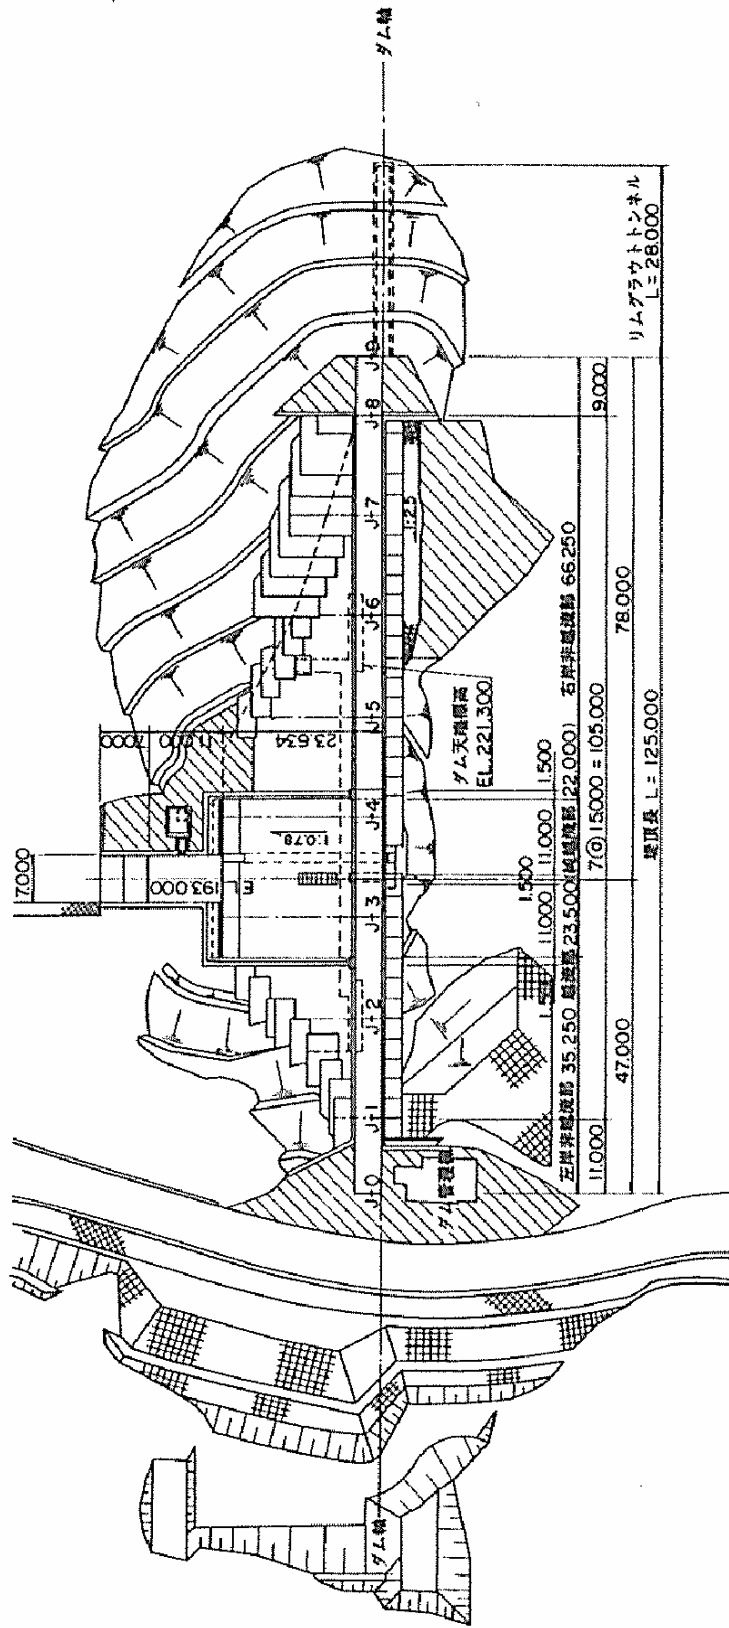 ダム軸
リムグラウトトンネル
L = 28.000
J-9
J-8
J-7
J-6
J-5
J-4
J-3
J-2
J-1
J-0
1:2.5
ダム天端標高
EL.221.300
7.000
11.000
23.634
1:0.78
EL.193.000
7.000
ダム管理
1.500
11.000
1.500
11.000
左岸非越流部 35.250
越流部 23.500
(22.000)
右岸非越流部 66.250
11.000
7@15.000 = 105.000
9.000
47.000
78.000
堤頂長 L = 125.000
ダム軸